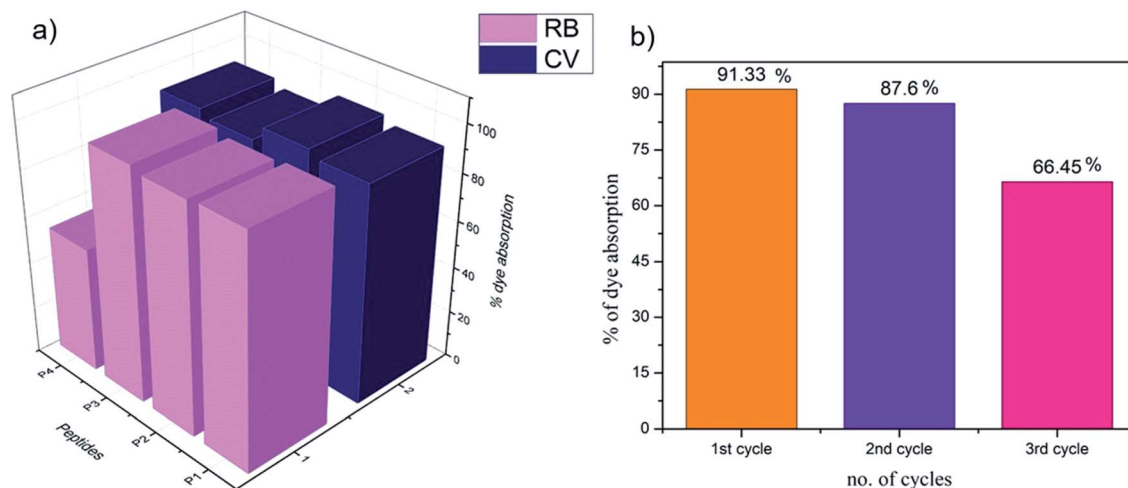 a)
RB
CV
100
80
60
40
20
0
% dye absorption
P4
P3
P2
P1
Peptides
1
2
b)
91.33 %
87.6 %
66.45 %
90
75
60
45
30
15
0
% of dye absorption
1st cycle
2nd cycle
3rd cycle
no. of cycles